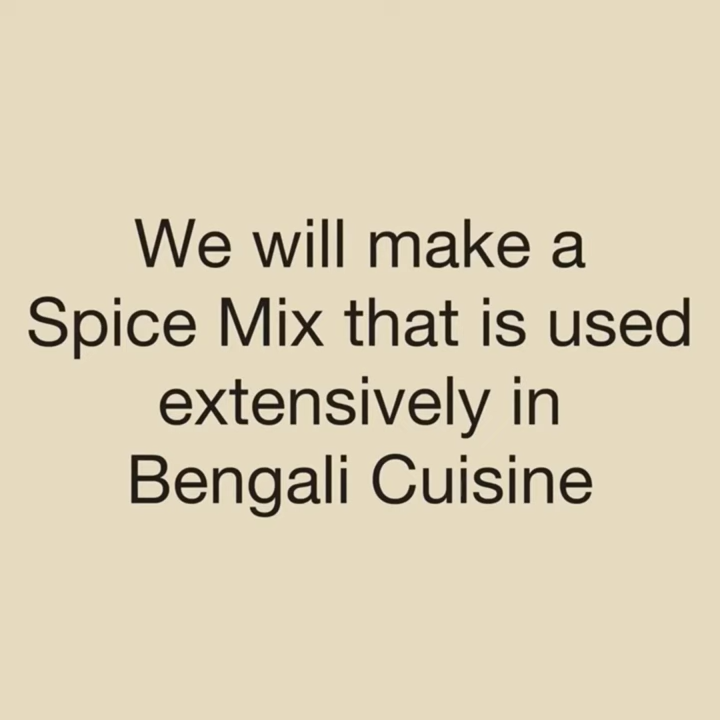 We will make a
Spice Mix that is used
extensively in
Bengali Cuisine